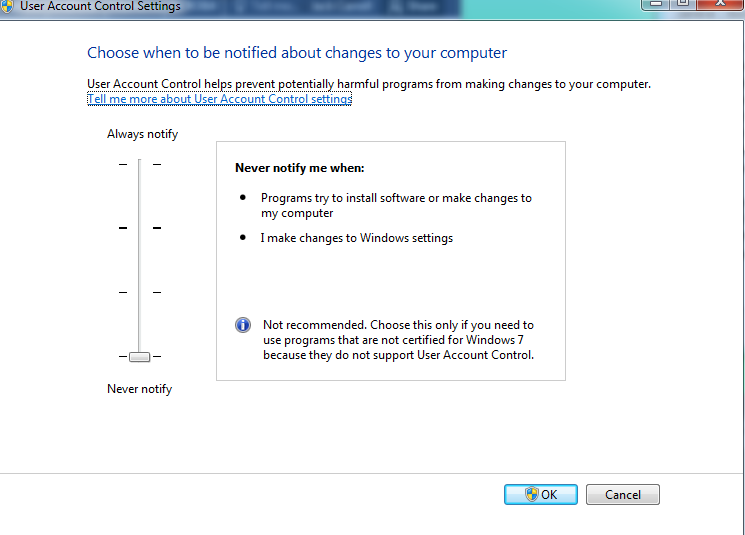 User Account Control Settings
Choose when to be notified about changes to your computer
User Account Control helps prevent potentially harmful programs from making changes to your computer.
Tell me more about User Account Control settings
Always notify
Never notify me when:
Programs try to install software or make changes to
my computer
I make changes to Windows settings
Not recommended. Choose this only if you need to
use programs that are not certified for Windows 7
because they do not support User Account Control.
Never notify
OK
Cancel